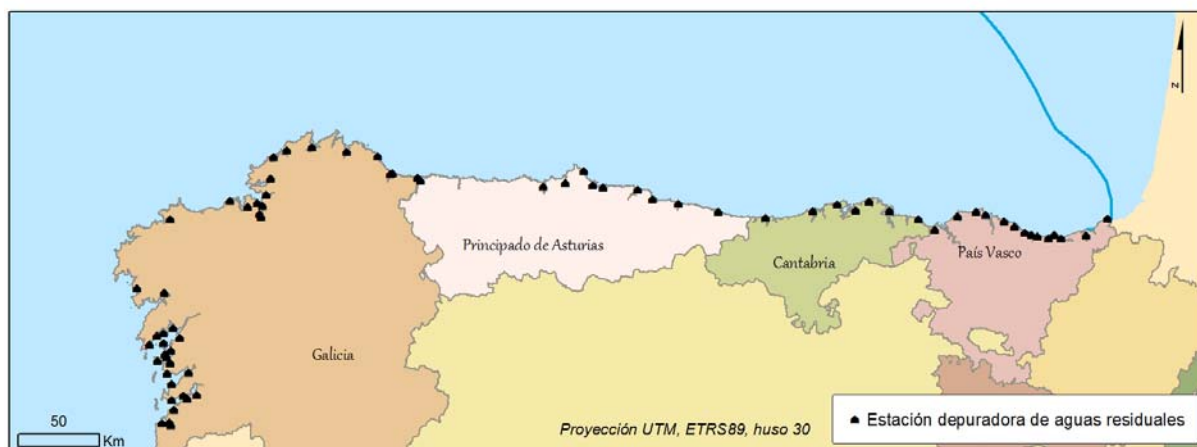 N
Principado de Asturias
Cantabria
País Vasco
Galicia
50
Km
Proyección UTM, ETRS89, huso 30
Estación depuradora de aguas residuales